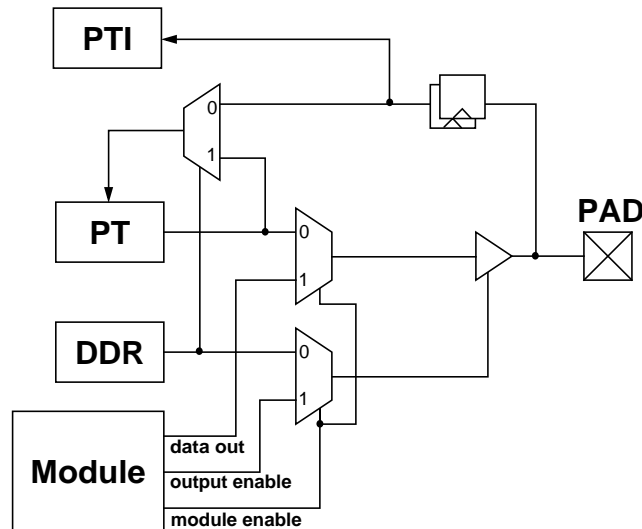 PTI
0
1
PT
PAD
0
1
DDR
0
1
Module
data out
output enable
module enable